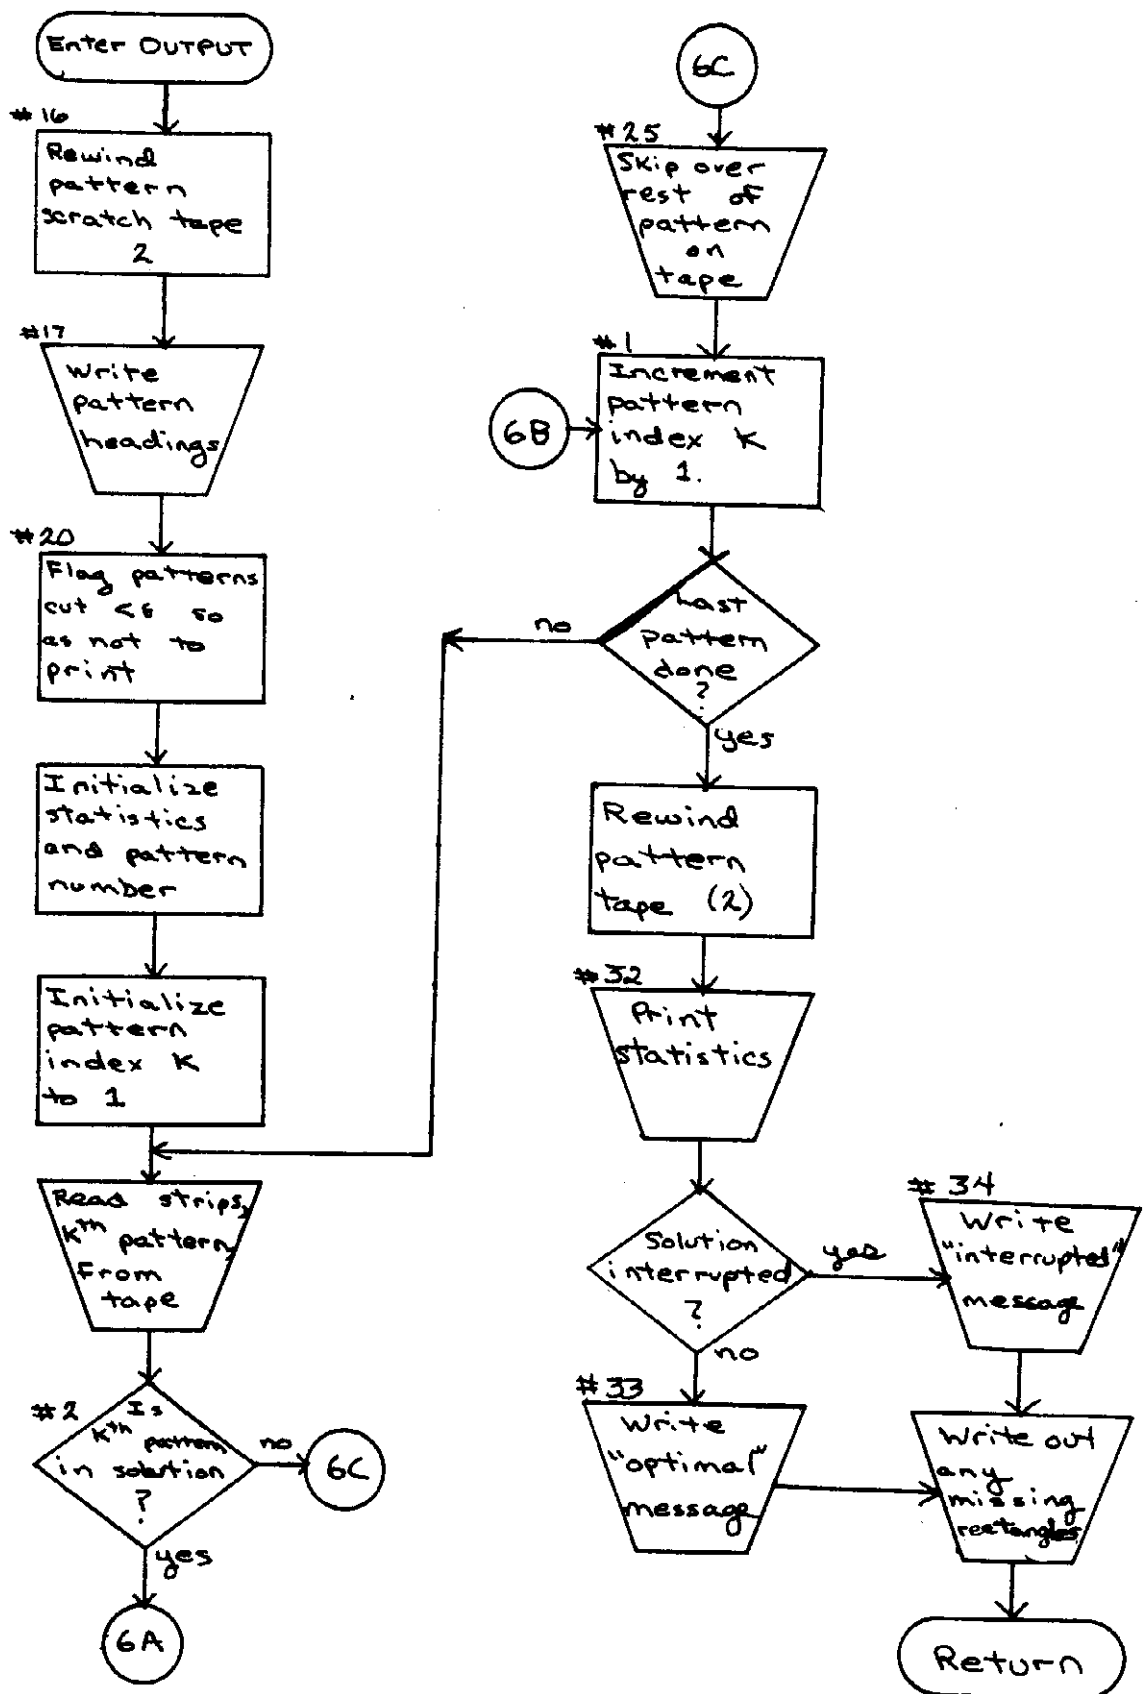 Enter OUTPUT
#16
Rewind
pattern
scratch tape
2
#17
Write
pattern
headings
#20
Flag patterns
cut <ε so
as not to
print
Initialize
statistics
and pattern
number
Initialize
pattern
index K
to 1
Read strips,
Kth pattern,
From
tape
#2
Is
Kth pattern
in solution
?
no
6C
yes
6A
6C
#25
Skip over
rest of
pattern
on
tape
#1
Increment
pattern
index K
by 1.
6B
Last
pattern
done
?
no
yes
Rewind
pattern
tape (2)
#32
Print
statistics
Solution
interrupted
?
yes
no
#34
Write
"interrupted"
message
#33
Write
"optimal"
message
Write out
any
missing
rectangles
Return